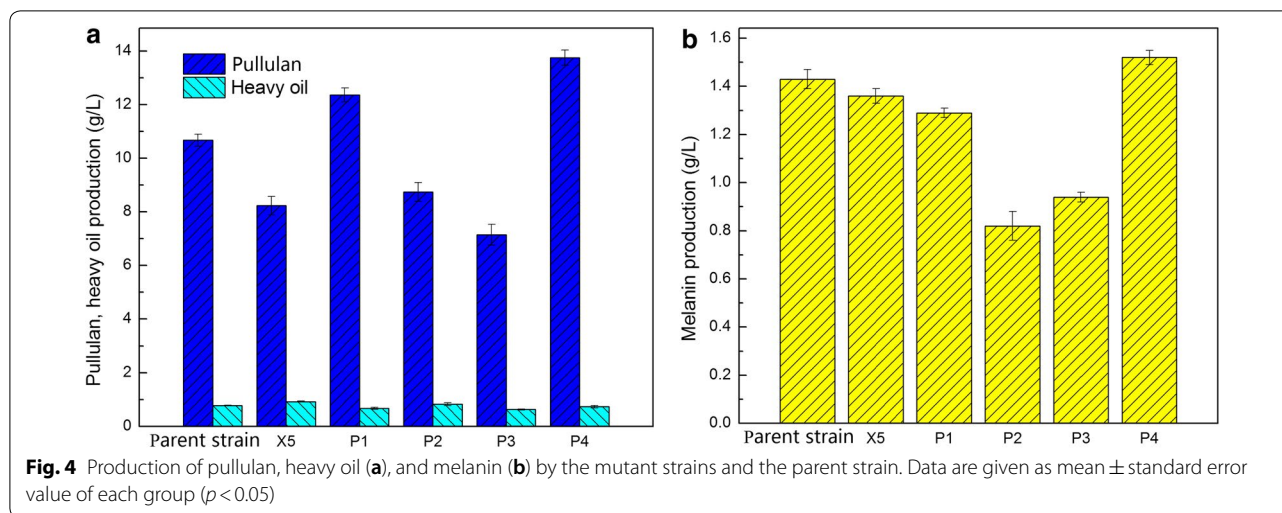 a
14
12
10
8
6
4
2
0
Pullulan, heavy oil production (g/L)
Pullulan
Heavy oil
Parent strain X5 P1 P2 P3 P4
b
1.6
1.4
1.2
1.0
0.8
0.6
0.4
0.2
0.0
Melanin production (g/L)
Parent strain X5 P1 P2 P3 P4
Fig. 4 Production of pullulan, heavy oil (a), and melanin (b) by the mutant strains and the parent strain. Data are given as mean ± standard error
value of each group (p < 0.05)